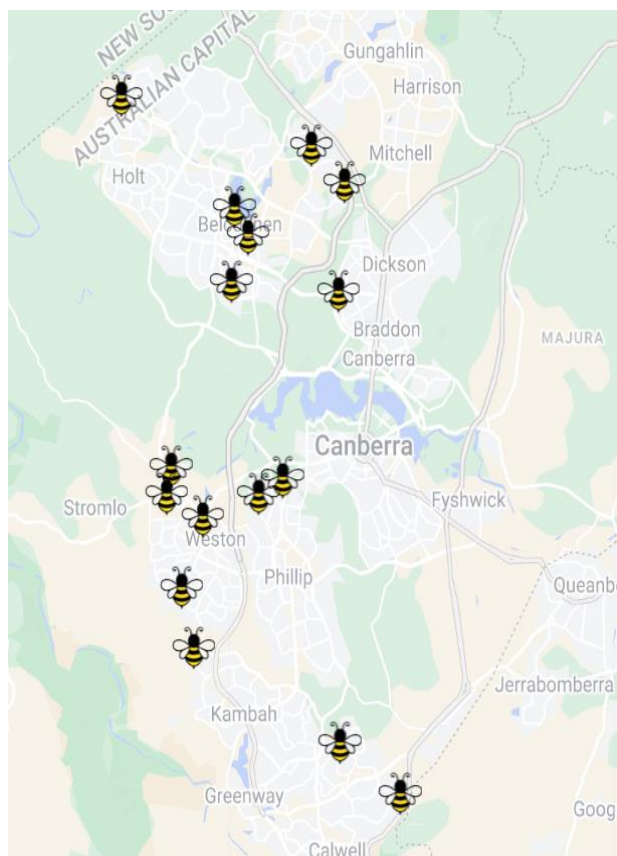 NEW SOU
AUSTRALIAN CAPITAL
Gungahlin
Harrison
Mitchell
Holt
Dickson
Braddon
Canberra
MAJURA
Canberra
Stromlo
Fyshwick
Weston
Phillip
Queanb
Jerrabomberra
Kambah
Greenway
Goog
Calwell